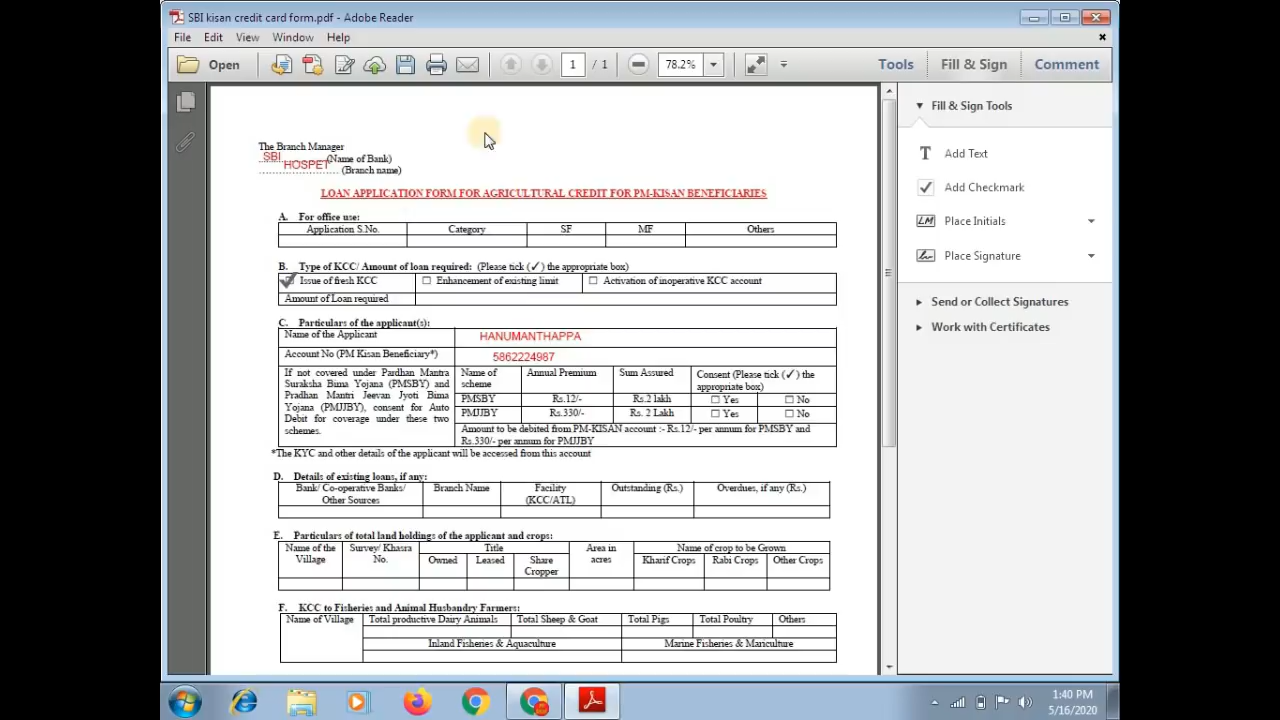 SBI kisan credit card form.pdf - Adobe Reader
File Edit View Window Help
Open 1 / 1 78.2% Tools Fill & Sign Comment
Fill & Sign Tools
Add Text
Add Checkmark
Place Initials
Place Signature
Send or Collect Signatures
Work with Certificates
The Branch Manager
SBI (Name of Bank)
HOSPET (Branch name)
LOAN APPLICATION FORM FOR AGRICULTURAL CREDIT FOR PM-KISAN BENEFICIARIES
A. For office use:
Application S.No. Category SF MF Others
B. Type of KCC/ Amount of loan required: (Please tick (✓) the appropriate box)
Issue of fresh KCC ☐ Enhancement of existing limit ☐ Activation of inoperative KCC account
Amount of Loan required
C. Particulars of the applicant(s):
Name of the Applicant HANUMANTHAPPA
Account No (PM Kisan Beneficiary*) 5862224987
If not covered under Pardhan Mantra
Suraksha Bima Yojana (PMSBY) and
Pradhan Mantri Jeevan Jyoti Bima
Yojana (PMJJBY), consent for Auto
Debit for coverage under these two
schemes.
Name of scheme Annual Premium Sum Assured Consent (Please tick (✓) the appropriate box)
PMSBY Rs.12/- Rs.2 lakh ☐ Yes ☐ No
PMJJBY Rs.330/- Rs. 2 Lakh ☐ Yes ☐ No
Amount to be debited from PM-KISAN account :- Rs.12/- per annum for PMSBY and
Rs.330/- per annum for PMJJBY
*The KYC and other details of the applicant will be accessed from this account
D. Details of existing loans, if any:
Bank/ Co-operative Banks/ Other Sources Branch Name Facility (KCC/ATL) Outstanding (Rs.) Overdues, if any (Rs.)
E. Particulars of total land holdings of the applicant and crops:
Name of the Village Survey/ Khasra No. Title Area in acres Name of crop to be Grown
Owned Leased Share Cropper Kharif Crops Rabi Crops Other Crops
F. KCC to Fisheries and Animal Husbandry Farmers:
Name of Village Total productive Dairy Animals Total Sheep & Goat Total Pigs Total Poultry Others
Inland Fisheries & Aquaculture Marine Fisheries & Mariculture
1:40 PM
5/16/2020